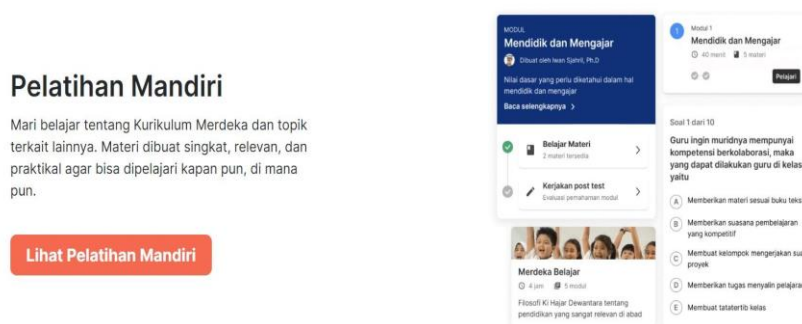 Pelatihan Mandiri
Mari belajar tentang Kurikulum Merdeka dan topik
terkait lainnya. Materi dibuat singkat, relevan, dan
praktikal agar bisa dipelajari kapan pun, di mana
pun.
Lihat Pelatihan Mandiri
MODUL
Mendidik dan Mengajar
Dibuat oleh Iwan Syahril, Ph.D
Nilai dasar yang perlu diketahui dalam hal
mendidik dan mengajar
Baca selengkapnya >
Belajar Materi
2 materi tersedia
Kerjakan post test
Evaluasi pemahaman modul
Merdeka Belajar
4 jam 5 modul
Filosofi Ki Hajar Dewantara tentang
pendidikan yang sangat relevan di abad
1
Modul 1
Mendidik dan Mengajar
40 menit 5 materi
Pelajari
Soal 1 dari 10
Guru ingin muridnya mempunyai
kompetensi berkolaborasi, maka
yang dapat dilakukan guru di kelas
yaitu
A Memberikan materi sesuai buku teks
B Memberikan suasana pembelajaran
yang kompetitif
C Membuat kelompok mengerjakan sua
proyek
D Memberikan tugas menyalin pelajara
E Membuat tatatertib kelas